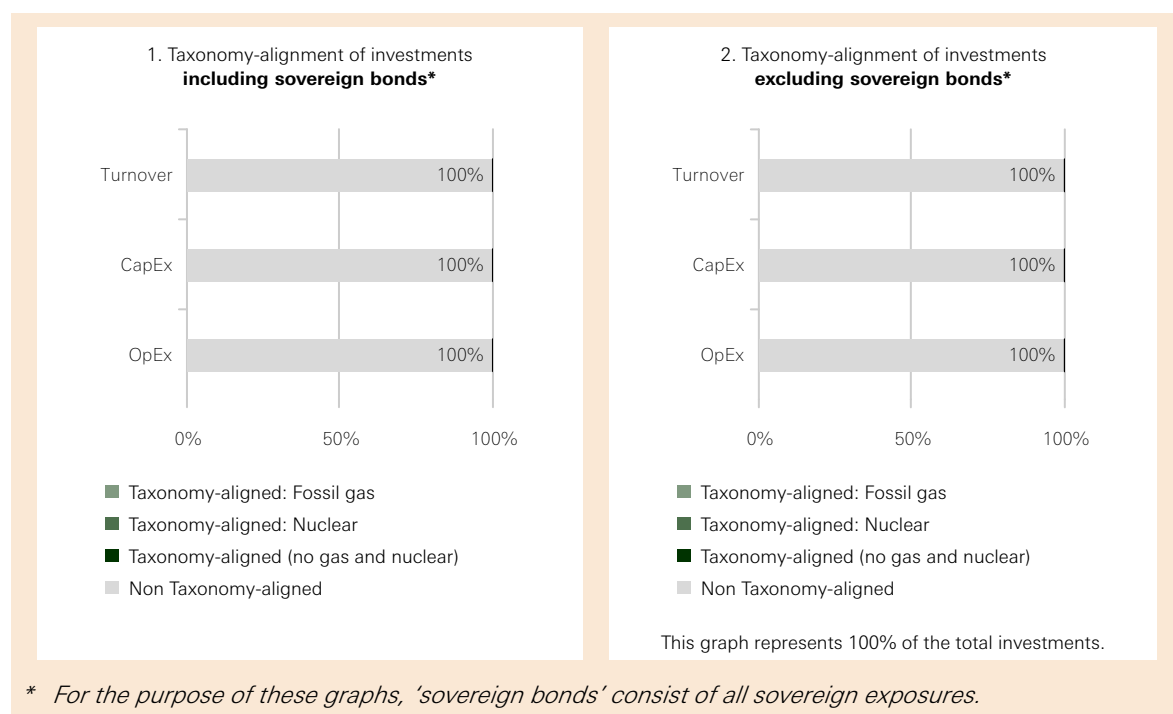 1. Taxonomy-alignment of investments
including sovereign bonds*
Turnover
100%
CapEx
100%
OpEx
100%
0%
50%
100%
Taxonomy-aligned: Fossil gas
Taxonomy-aligned: Nuclear
Taxonomy-aligned (no gas and nuclear)
Non Taxonomy-aligned
2. Taxonomy-alignment of investments
excluding sovereign bonds*
Turnover
100%
CapEx
100%
OpEx
100%
0%
50%
100%
Taxonomy-aligned: Fossil gas
Taxonomy-aligned: Nuclear
Taxonomy-aligned (no gas and nuclear)
Non Taxonomy-aligned
This graph represents 100% of the total investments.
* For the purpose of these graphs, ‘sovereign bonds’ consist of all sovereign exposures.